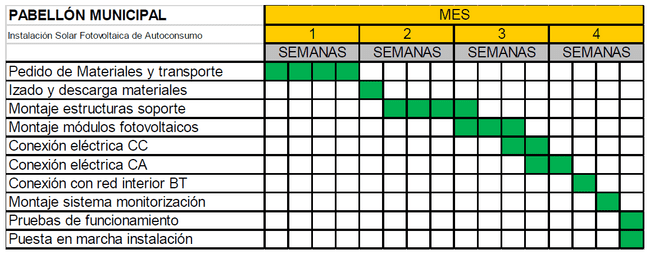 PABELLÓN MUNICIPAL MES
Instalación Solar Fotovoltaica de Autoconsumo 1 2 3 4
SEMANAS SEMANAS SEMANAS SEMANAS
Pedido de Materiales y transporte
Izado y descarga materiales
Montaje estructuras soporte
Montaje módulos fotovoltaicos
Conexión eléctrica CC
Conexión eléctrica CA
Conexión con red interior BT
Montaje sistema monitorización
Pruebas de funcionamiento
Puesta en marcha instalación